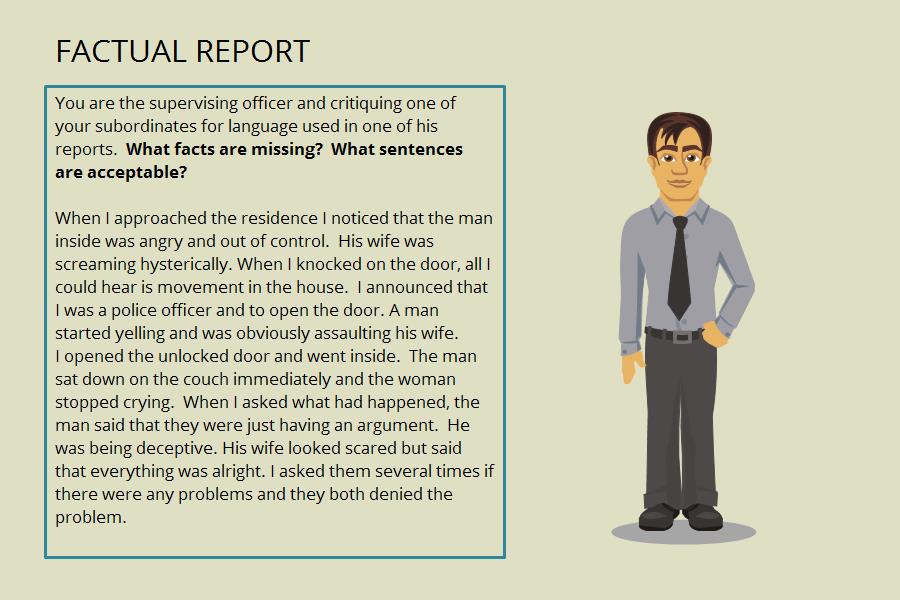 FACTUAL REPORT
You are the supervising officer and critiquing one of
your subordinates for language used in one of his
reports.  What facts are missing?  What sentences
are acceptable?
When I approached the residence I noticed that the man
inside was angry and out of control.  His wife was
screaming hysterically. When I knocked on the door, all I
could hear is movement in the house.  I announced that
I was a police officer and to open the door. A man
started yelling and was obviously assaulting his wife.
I opened the unlocked door and went inside.  The man
sat down on the couch immediately and the woman
stopped crying.  When I asked what had happened, the
man said that they were just having an argument.  He
was being deceptive. His wife looked scared but said
that everything was alright. I asked them several times if
there were any problems and they both denied the
problem.